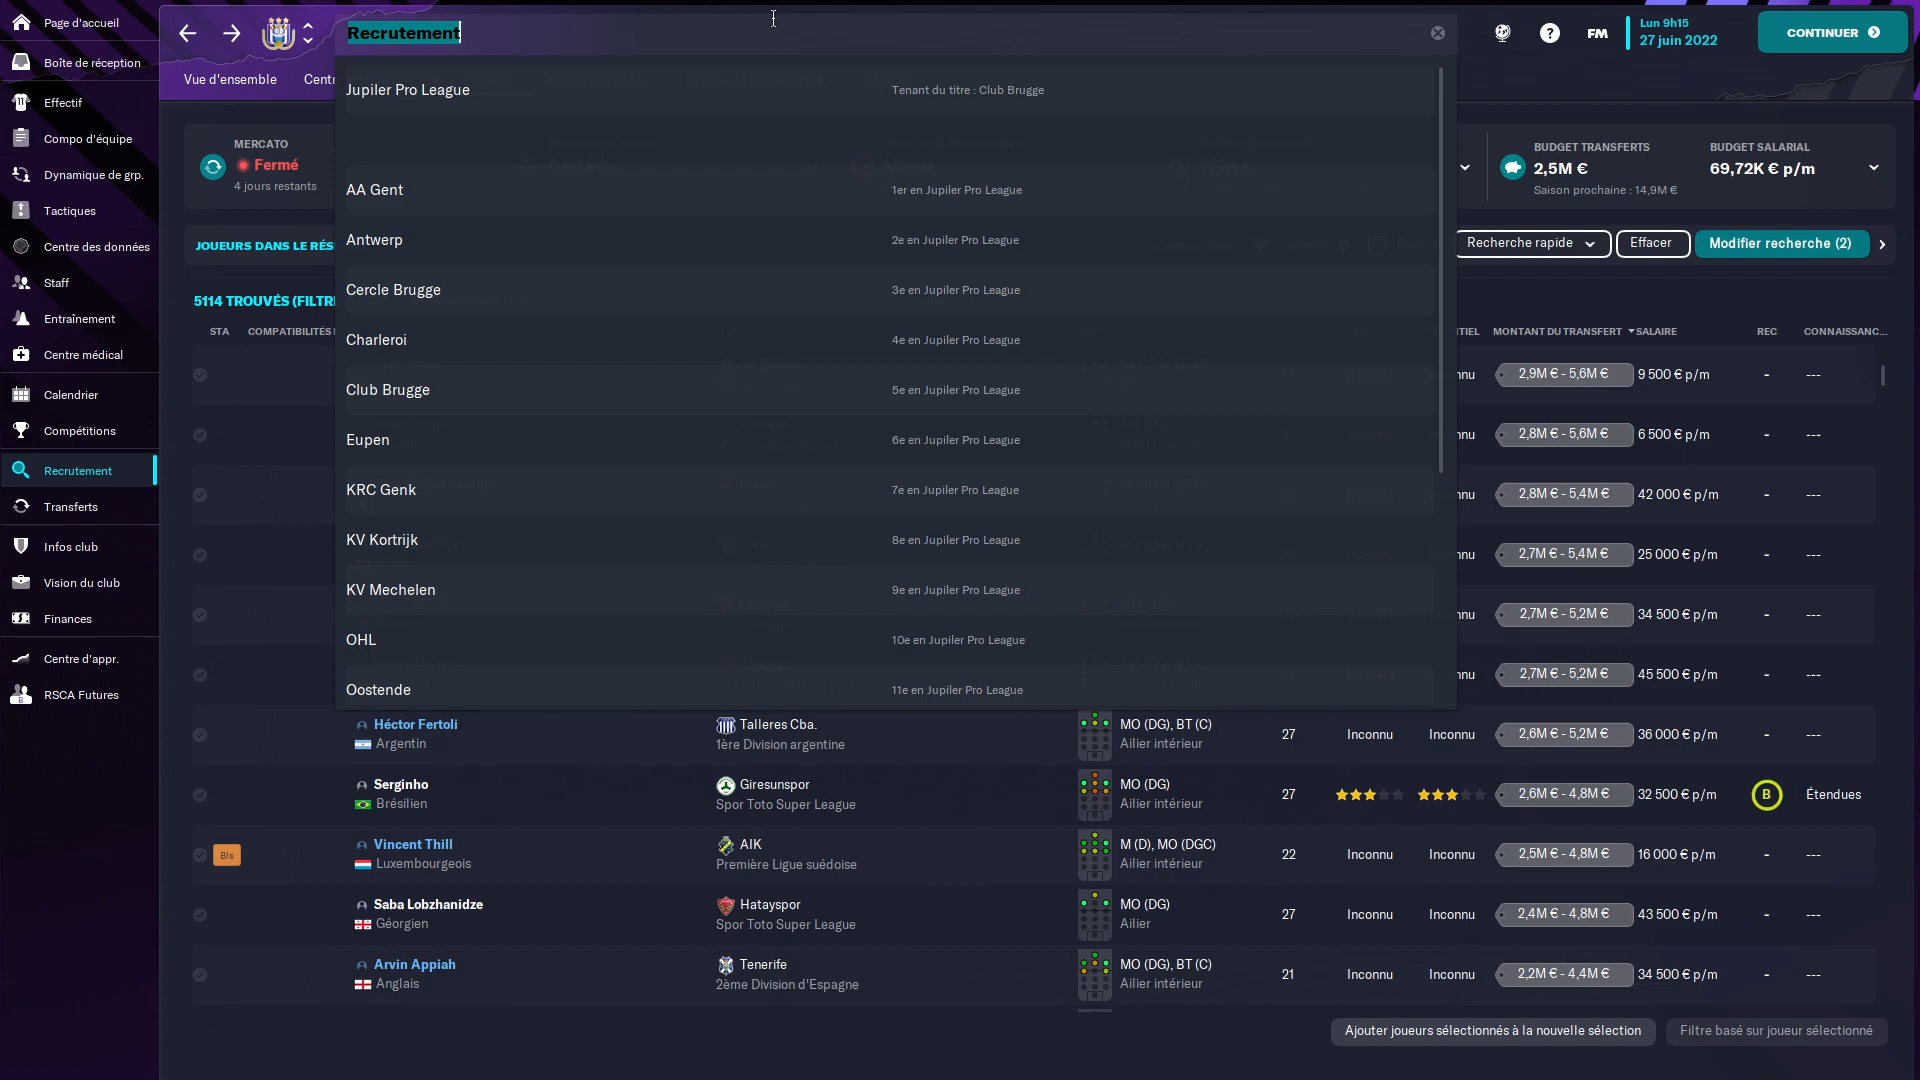 Page d'accueil
Boîte de réception
Effectif
Compo d'équipe
Dynamique de grp.
Tactiques
Centre des données
Staff
Entraînement
Centre médical
Calendrier
Compétitions
Recrutement
Transferts
Infos club
Vision du club
Finances
Centre d'appr.
RSCA Futures
Recrutement
FM
Lun 9h15
27 juin 2022
CONTINUER
Vue d'ensemble
MERCATO
Fermé
4 jours restants
BUDGET TRANSFERTS
2,5M €
Saison prochaine : 14,9M €
BUDGET SALARIAL
69,72K € p/m
JOUEURS DANS LE
Recherche rapide
Effacer
Modifier recherche (2)
5114 TROUVÉS
Jupiler Pro League Tenant du titre : Club Brugge
AA Gent 1er en Jupiler Pro League
Antwerp 2e en Jupiler Pro League
Cercle Brugge 3e en Jupiler Pro League
Charleroi 4e en Jupiler Pro League
Club Brugge 5e en Jupiler Pro League
Eupen 6e en Jupiler Pro League
KRC Genk 7e en Jupiler Pro League
KV Kortrijk 8e en Jupiler Pro League
KV Mechelen 9e en Jupiler Pro League
OHL 10e en Jupiler Pro League
Oostende 11e en Jupiler Pro League
STA COMPATIBILITÉS MONTANT DU TRANSFERT SALAIRE REC CONNAISSANC...
2,9M € - 5,6M € 9 500 € p/m - ---
2,8M € - 5,6M € 6 500 € p/m - ---
2,8M € - 5,4M € 42 000 € p/m - ---
2,7M € - 5,4M € 25 000 € p/m - ---
2,7M € - 5,2M € 34 500 € p/m - ---
2,7M € - 5,2M € 45 500 € p/m - ---
Héctor Fertoli Talleres Cba. MO (DG), BT (C)
27 Inconnu Inconnu 2,6M € - 5,2M € 36 000 € p/m - ---
Argentin 1ère Division argentine Ailier intérieur
Serginho Giresunspor MO (DG)
27 2,6M € - 4,8M € 32 500 € p/m B Étendues
Brésilien Spor Toto Super League Ailier intérieur
Vincent Thill AIK M (D), MO (DGC)
Bls 22 Inconnu Inconnu 2,5M € - 4,8M € 16 000 € p/m - ---
Luxembourgeois Première Ligue suédoise Ailier intérieur
Saba Lobzhanidze Hatayspor MO (DG)
27 Inconnu Inconnu 2,4M € - 4,8M € 43 500 € p/m - ---
Géorgien Spor Toto Super League Ailier
Arvin Appiah Tenerife MO (DG), BT (C)
21 Inconnu Inconnu 2,2M € - 4,4M € 34 500 € p/m - ---
Anglais 2ème Division d'Espagne Ailier intérieur
Ajouter joueurs sélectionnés à la nouvelle sélection
Filtre basé sur joueur sélectionné